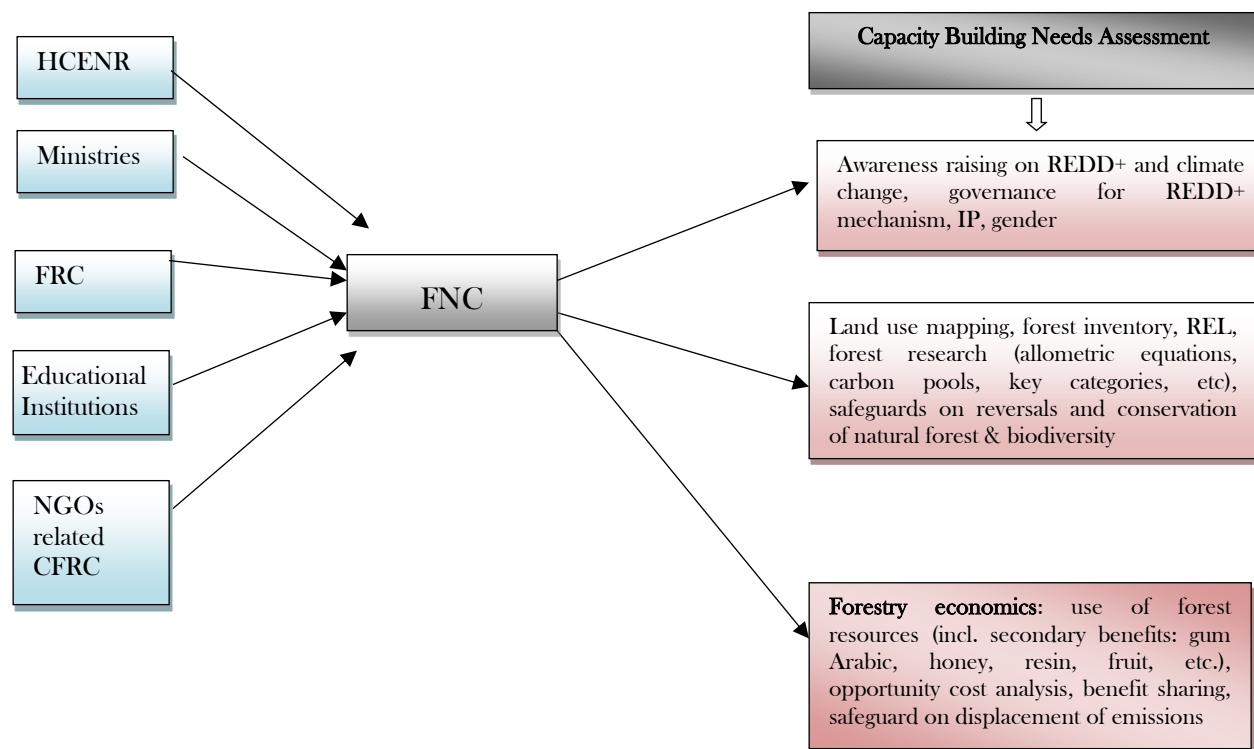 HCENR
Ministries
FRC
Educational
Institutions
NGOs
related
CFRC
FNC
Capacity Building Needs Assessment
Awareness raising on REDD+ and climate
change, governance for REDD+
mechanism, IP, gender
Land use mapping, forest inventory, REL,
forest research (allometric equations,
carbon pools, key categories, etc),
safeguards on reversals and conservation
of natural forest & biodiversity
Forestry economics: use of forest
resources (incl. secondary benefits: gum
Arabic, honey, resin, fruit, etc.),
opportunity cost analysis, benefit sharing,
safeguard on displacement of emissions